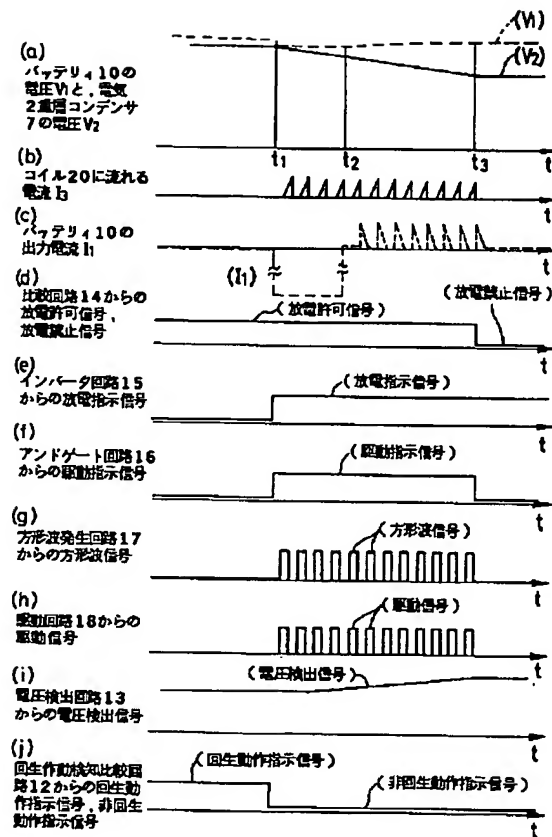 (V1)
(V2)
(a)
バッテリィ10の
電圧V1と,電気
2重層コンデンサ
7の電圧V2
t1 t2 t3 t
(b)
コイル20に流れる
電流I3
t
(c)
バッテリィ10の
出力電流I1
t
(I1)
(d)
比較回路14からの
放電許可信号,
放電禁止信号
(放電許可信号)
(放電禁止信号)
t
(e)
インバータ回路15
からの放電指示信号
(放電指示信号)
t
(f)
アンドゲート回路16
からの駆動指示信号
(駆動指示信号)
t
(g)
方形波発生回路17
からの方形波信号
(方形波信号)
t
(h)
駆動回路18からの
駆動信号
(駆動信号)
t
(i)
電圧検出回路13
からの電圧検出信号
(電圧検出信号)
t
(j)
回生作動検知比較回
路12からの回生動
作指示信号,非回生
動作指示信号
(回生動作指示信号)
(非回生動作指示信号)
t